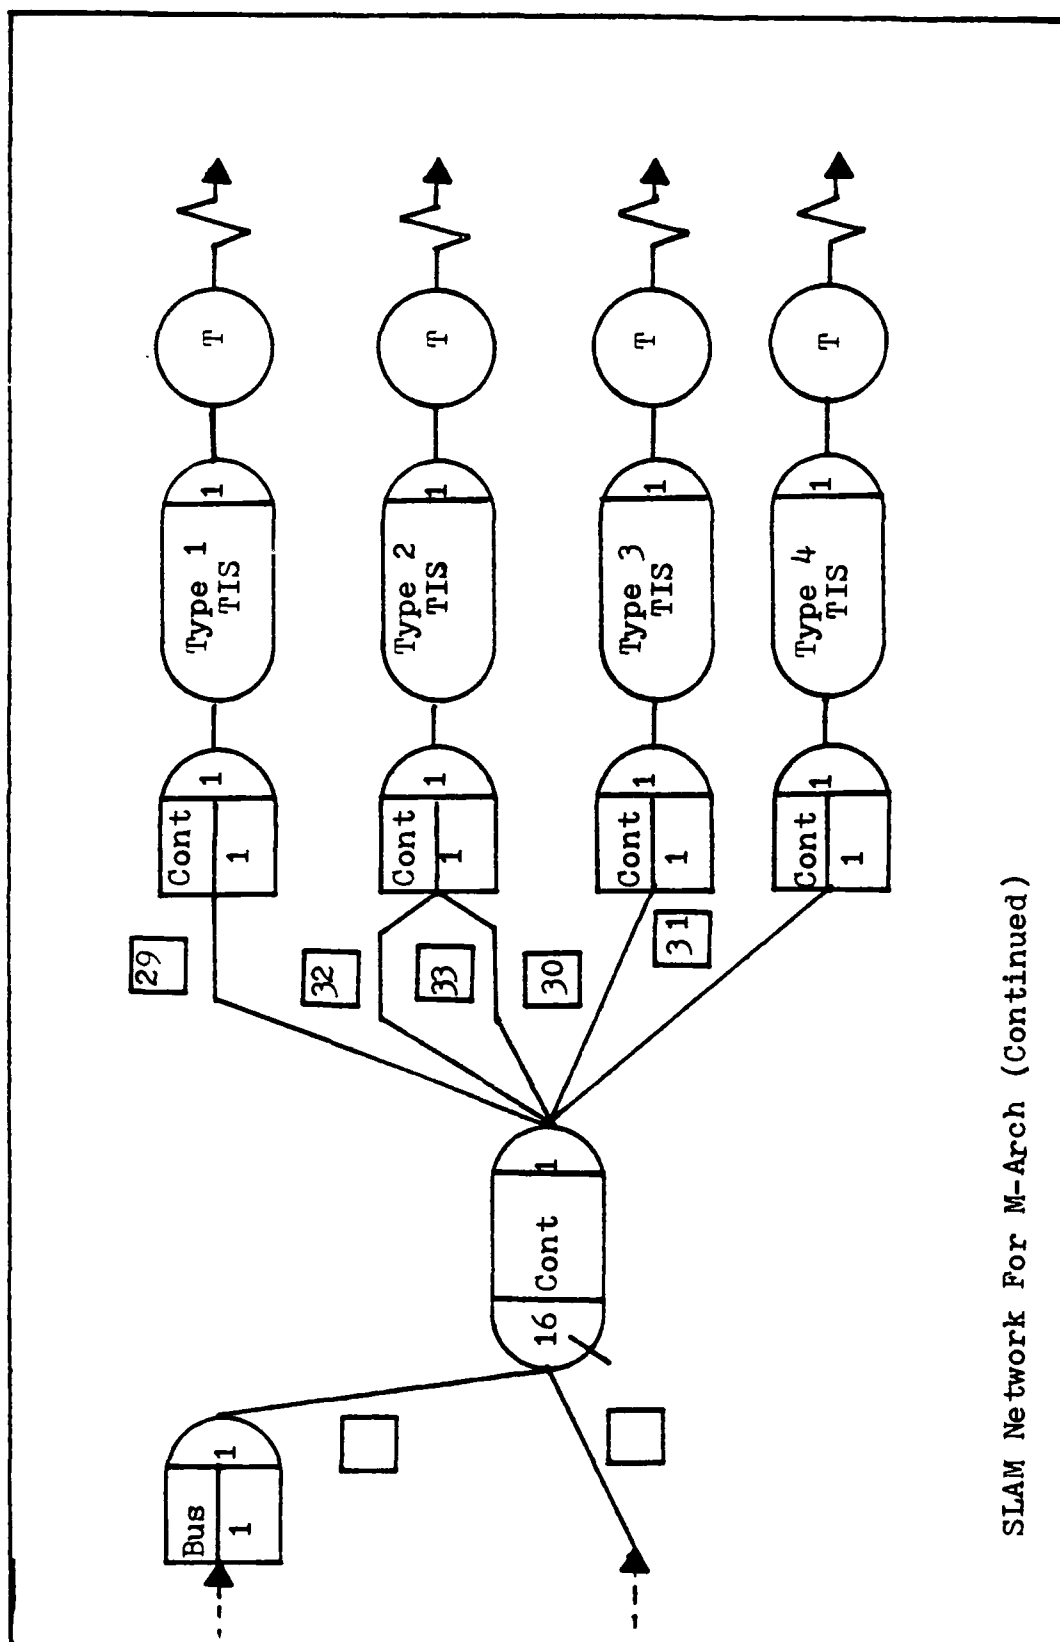 Bus
1
1
16
Cont
1
29
32
33
30
31
Cont
1
1
Type 1
TIS
1
T
Cont
1
1
Type 2
TIS
1
T
Cont
1
1
Type 3
TIS
1
T
Cont
1
1
Type 4
TIS
1
T
SLAM Network For M-Arch (Continued)